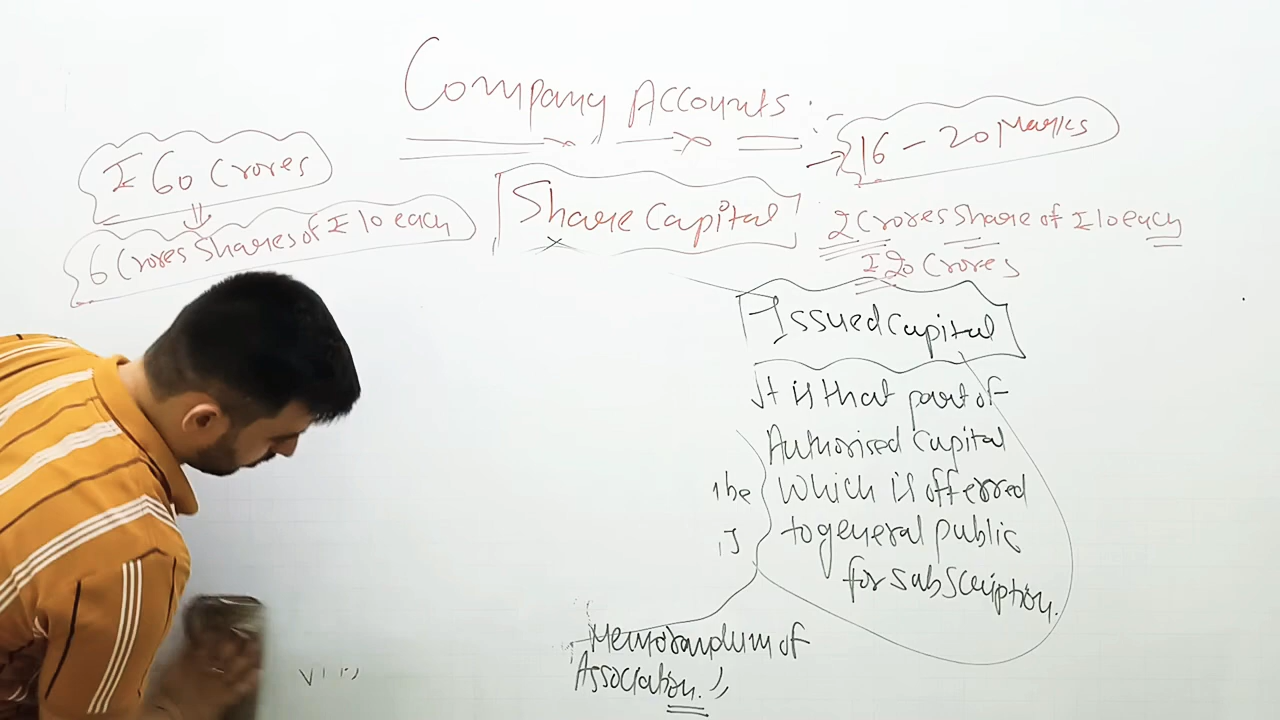 Company Accounts :-
16 - 20 Marks
I 60 Crores
6 Crores Shares of I 10 each
Share Capital
2 Crores Share of I 10 each
I 20 Crores
Issued Capital
It is that part of
Authorised Capital
which is offerred
to general public
for subscription.
Memorandum of
Association.